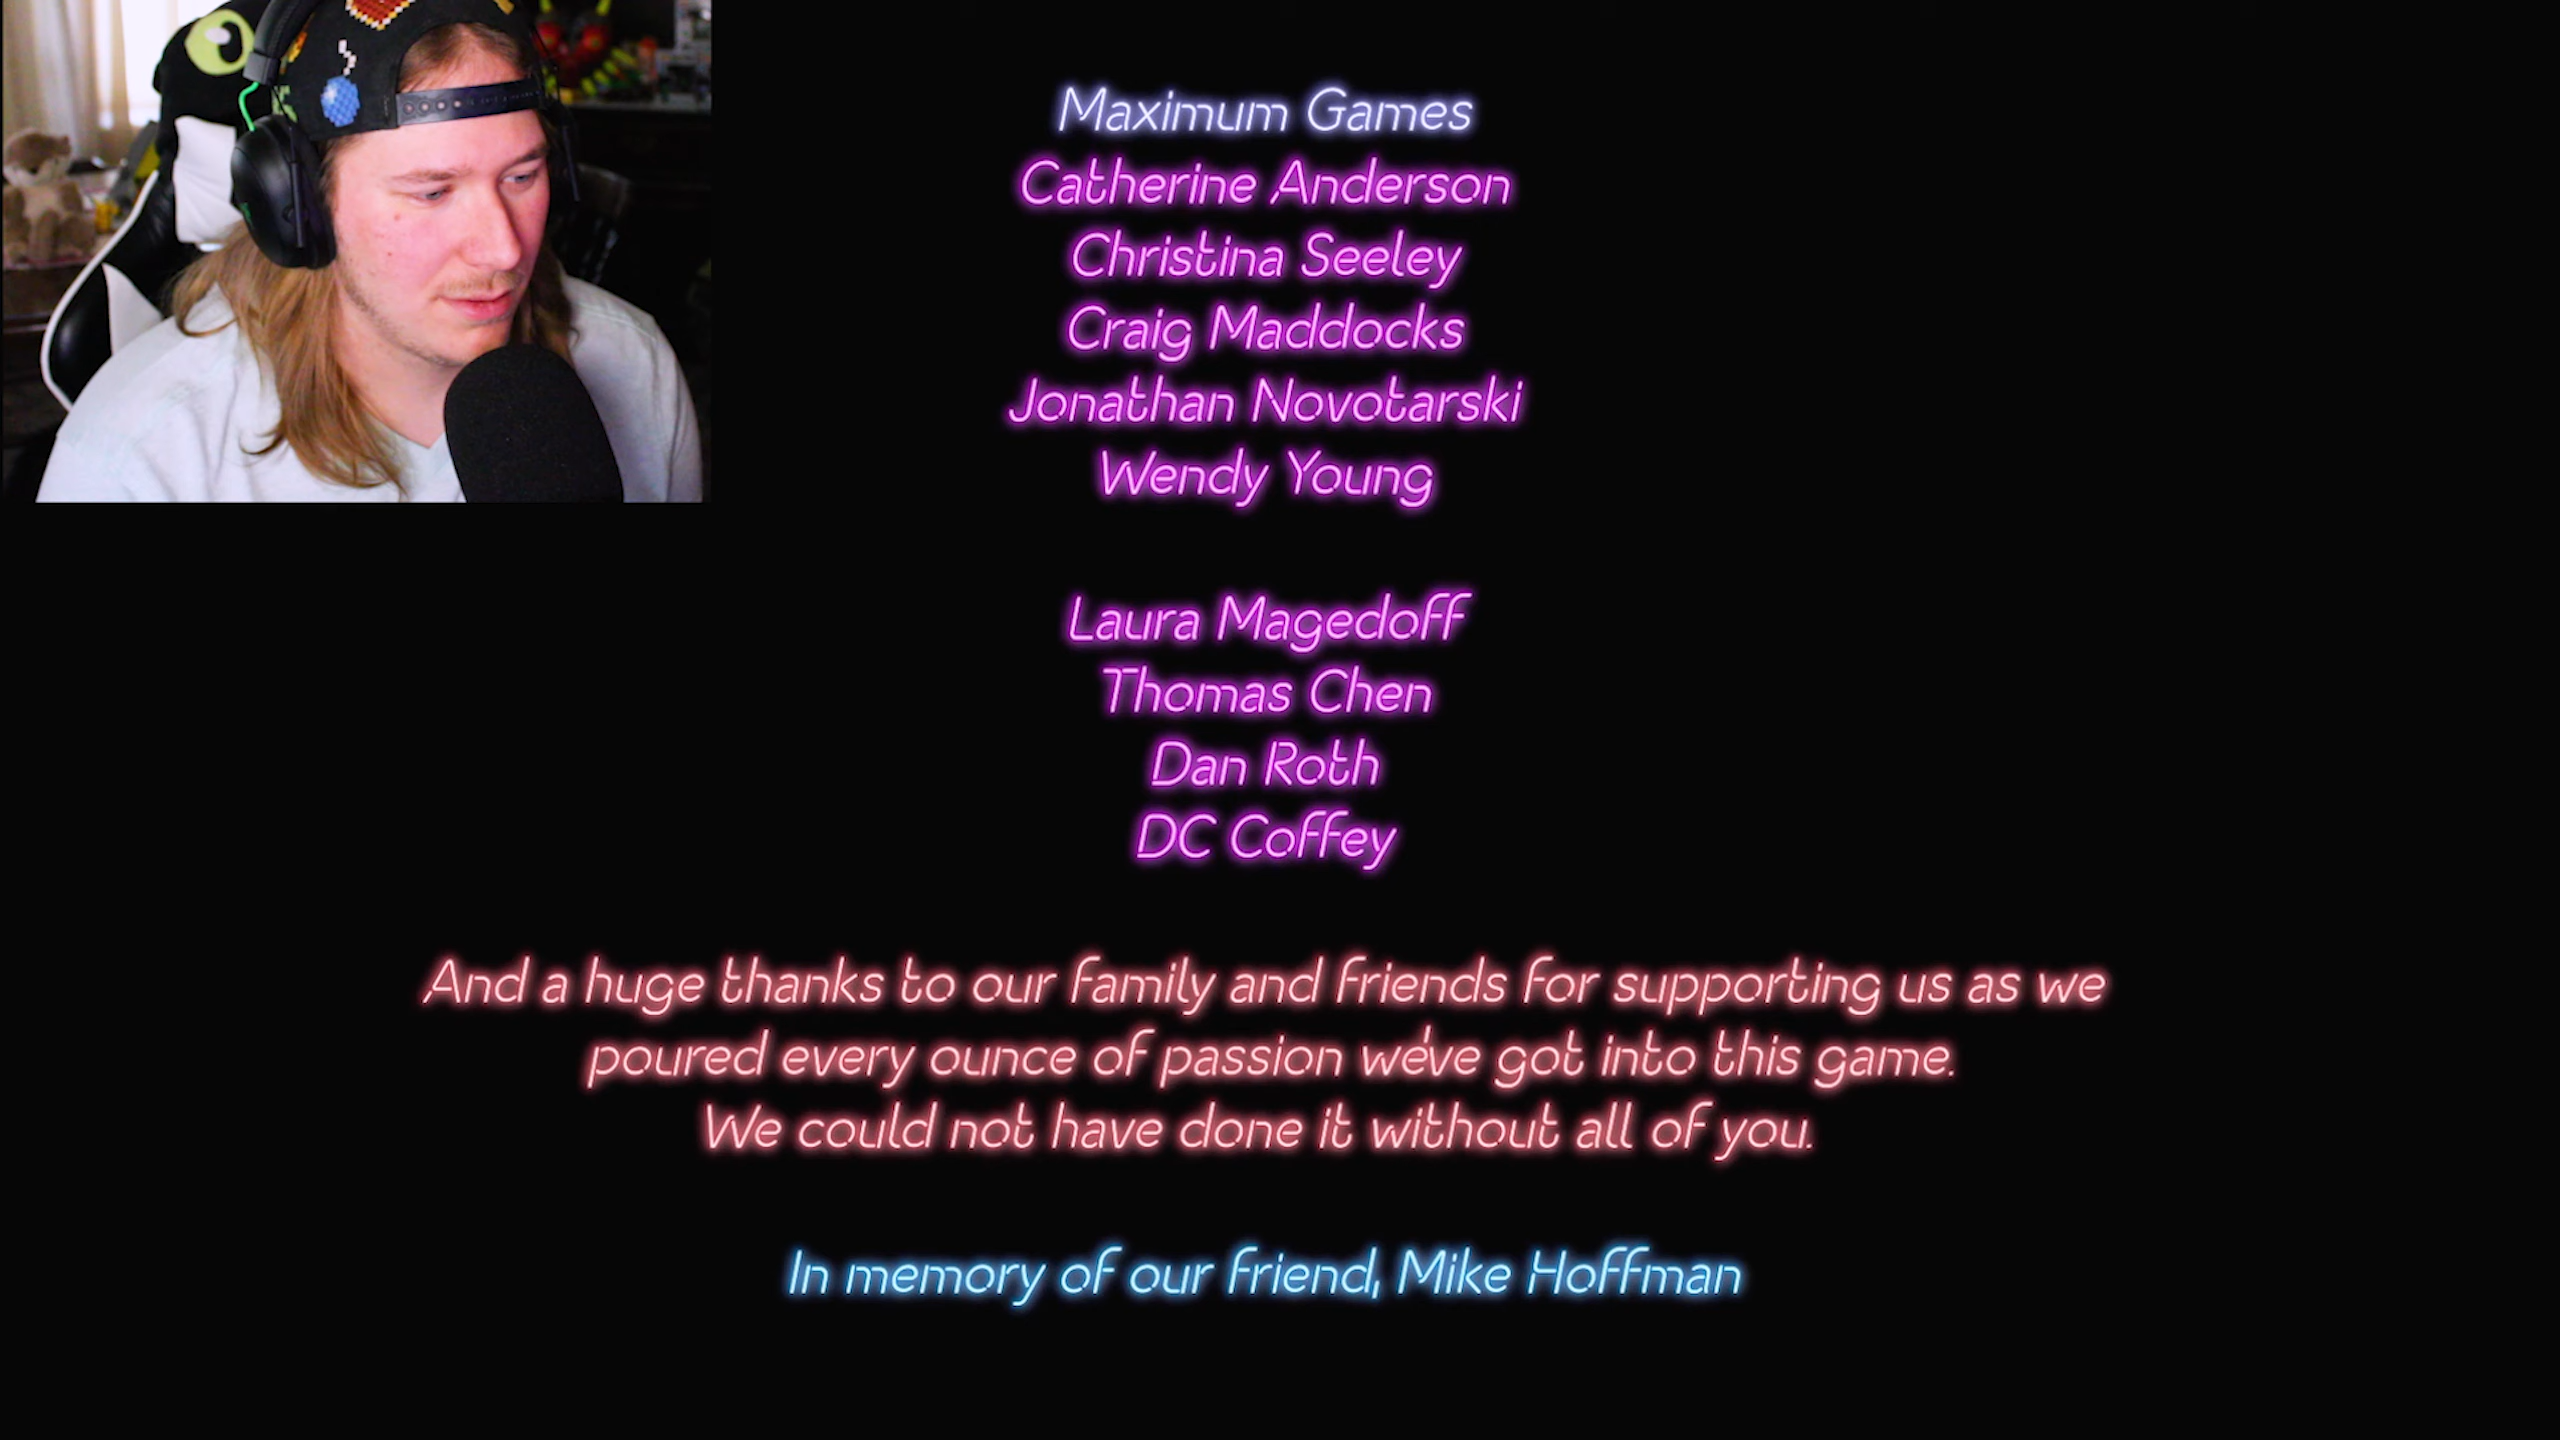 Maximum Games
Catherine Anderson
Christina Seeley
Craig Maddocks
Jonathan Novotarski
Wendy Young
Laura Magedoff
Thomas Chen
Dan Roth
DC Coffey
And a huge thanks to our family and friends for supporting us as we
poured every ounce of passion we've got into this game.
We could not have done it without all of you.
In memory of our friend, Mike Hoffman